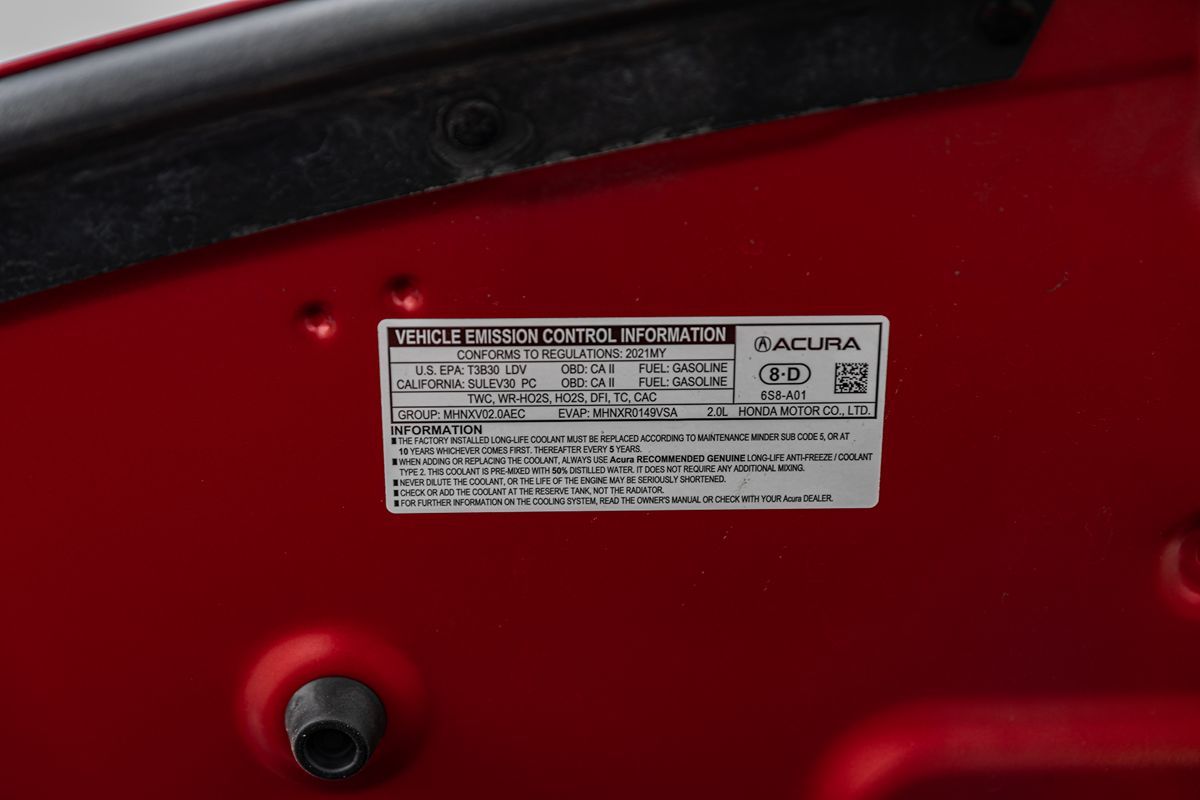 VEHICLE EMISSION CONTROL INFORMATION
CONFORMS TO REGULATIONS: 2021MY
U.S. EPA: T3B30 LDV OBD: CA II FUEL: GASOLINE
CALIFORNIA: SULEV30 PC OBD: CA II FUEL: GASOLINE
TWC, WR-HO2S, HO2S, DFI, TC, CAC
ACURA
8·D
6S8-A01
GROUP: MHNXV02.0AEC EVAP: MHNXR0149VSA 2.0L HONDA MOTOR CO., LTD.
INFORMATION
■ THE FACTORY INSTALLED LONG-LIFE COOLANT MUST BE REPLACED ACCORDING TO MAINTENANCE MINDER SUB CODE 5, OR AT
10 YEARS WHICHEVER COMES FIRST. THEREAFTER EVERY 5 YEARS.
■ WHEN ADDING OR REPLACING THE COOLANT, ALWAYS USE Acura RECOMMENDED GENUINE LONG-LIFE ANTI-FREEZE / COOLANT
TYPE 2. THIS COOLANT IS PRE-MIXED WITH 50% DISTILLED WATER. IT DOES NOT REQUIRE ANY ADDITIONAL MIXING.
■ NEVER DILUTE THE COOLANT, OR THE LIFE OF THE ENGINE MAY BE SERIOUSLY SHORTENED.
■ CHECK OR ADD THE COOLANT AT THE RESERVE TANK, NOT THE RADIATOR.
■ FOR FURTHER INFORMATION ON THE COOLING SYSTEM, READ THE OWNER'S MANUAL OR CHECK WITH YOUR Acura DEALER.